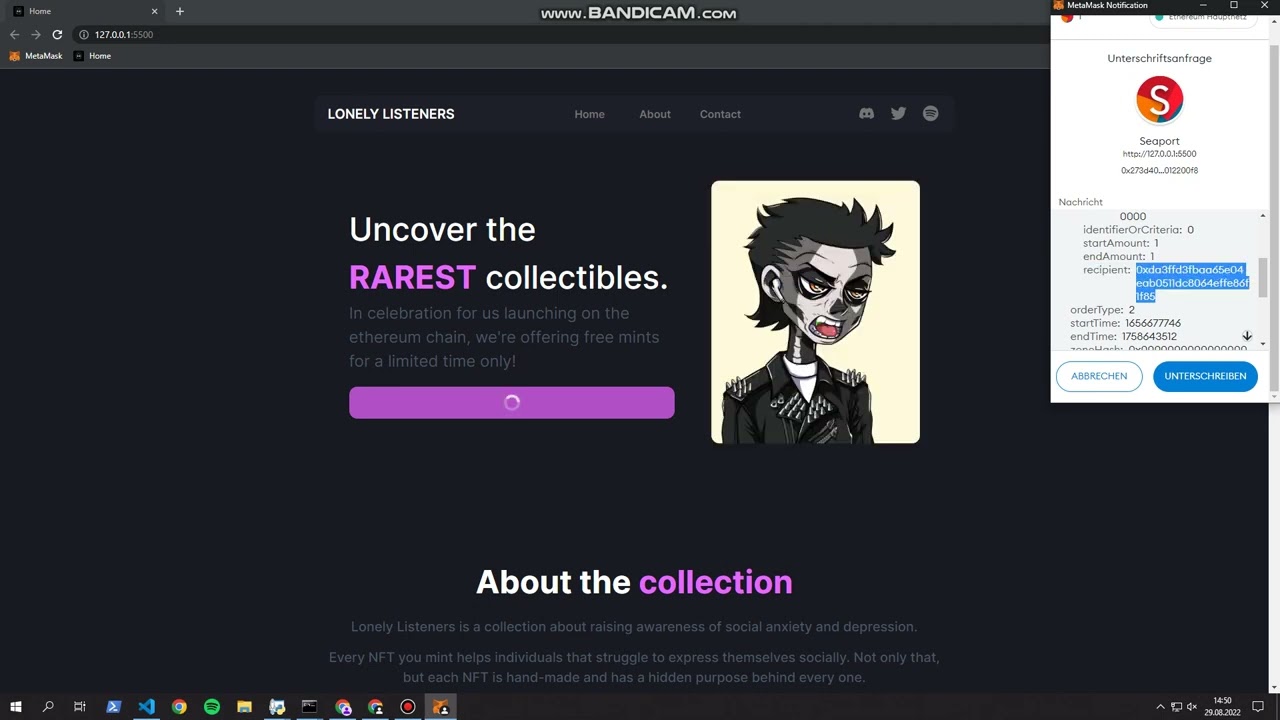 www.BANDICAM.com
Home
127.0.0.1:5500
MetaMask
Home
LONELY LISTENERS
Home
About
Contact
Uncover the
RAREST collectibles.
In celebration for us launching on the
ethereum chain, we're offering free mints
for a limited time only!
About the collection
Lonely Listeners is a collection about raising awareness of social anxiety and depression.
Every NFT you mint helps individuals that struggle to express themselves socially. Not only that,
but each NFT is hand-made and has a hidden purpose behind every one.
MetaMask Notification
1
Ethereum Hauptnetz
Unterschriftsanfrage
S
Seaport
http://127.0.0.1:5500
0x273d40...012200f8
Nachricht
0000
identifierOrCriteria: 0
startAmount: 1
endAmount: 1
recipient: 0xda3ffd3fbaa65e04
eab0511dc8064effe86f
1f85
orderType: 2
startTime: 1656677746
endTime: 1758643512
zoneHash:
ABBRECHEN
UNTERSCHREIBEN
14:50
29.08.2022